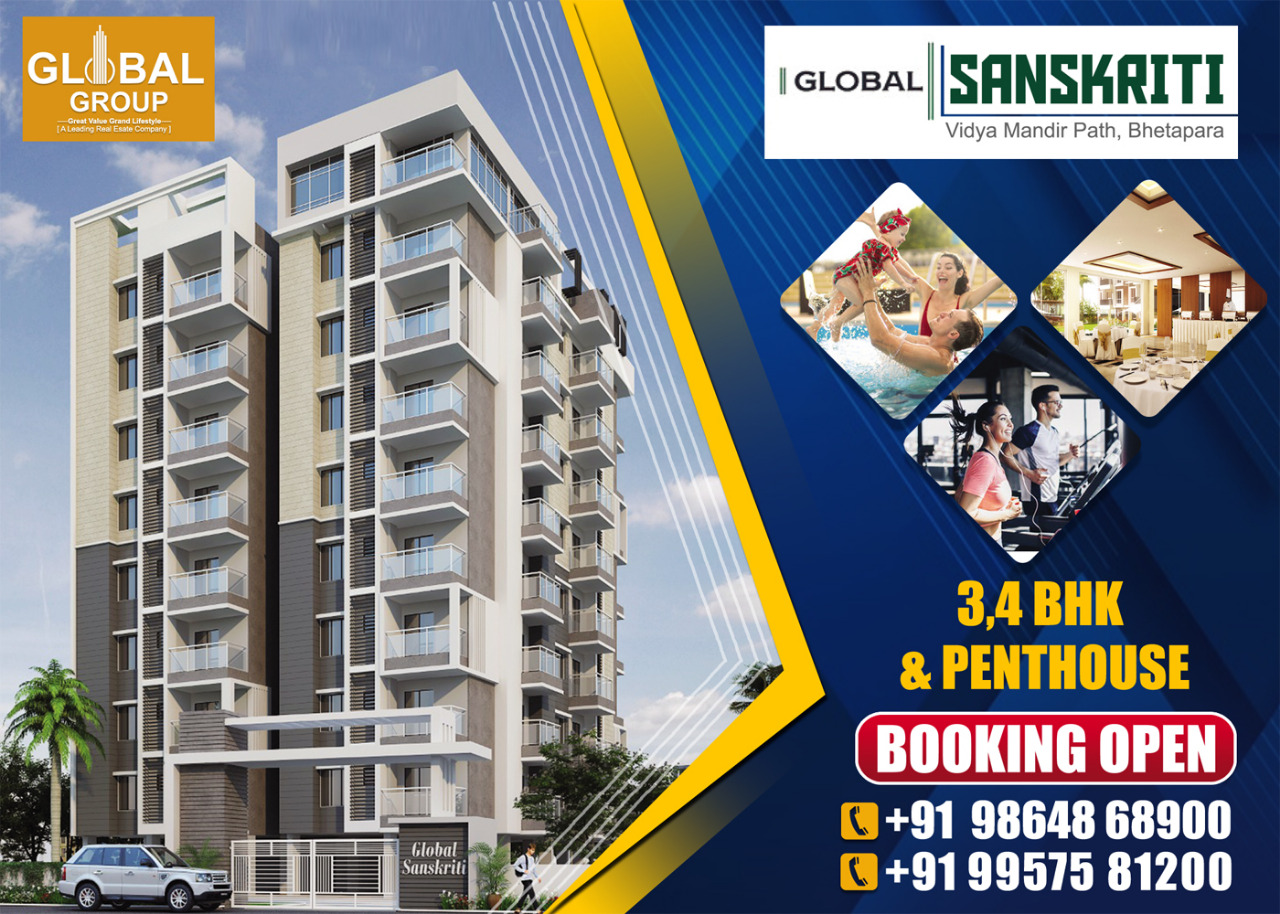 GLOBAL
GROUP
Great Value Grand Lifestyle
[ A Leading Real Esate Company ]
GLOBAL SANSKRITI
Vidya Mandir Path, Bhetapara
3,4 BHK
& PENTHOUSE
BOOKING OPEN
+91 98648 68900
+91 99575 81200
Global
Sanskriti